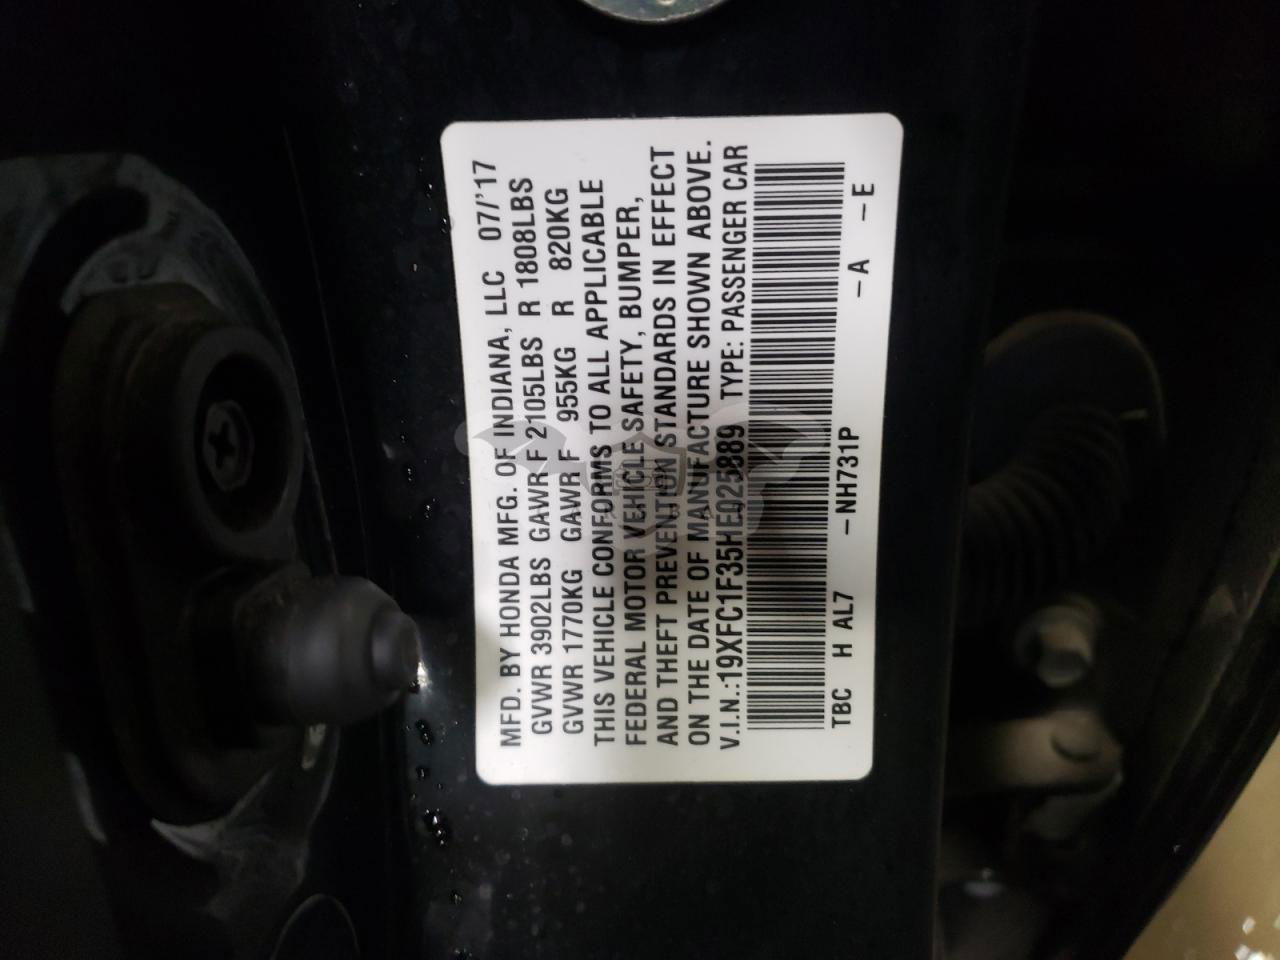 MFD. BY HONDA MFG. OF INDIANA, LLC 07/'17
GVWR 3902LBS GAWR F 2105LBS R 1808LBS
GVWR 1770KG GAWR F 955KG R 820KG
THIS VEHICLE CONFORMS TO ALL APPLICABLE
FEDERAL MOTOR VEHICLE SAFETY, BUMPER,
AND THEFT PREVENTION STANDARDS IN EFFECT
ON THE DATE OF MANUFACTURE SHOWN ABOVE.
V.I.N.:19XFC1F35HE025889 TYPE: PASSENGER CAR
TBC H AL7 -NH731P -A -E